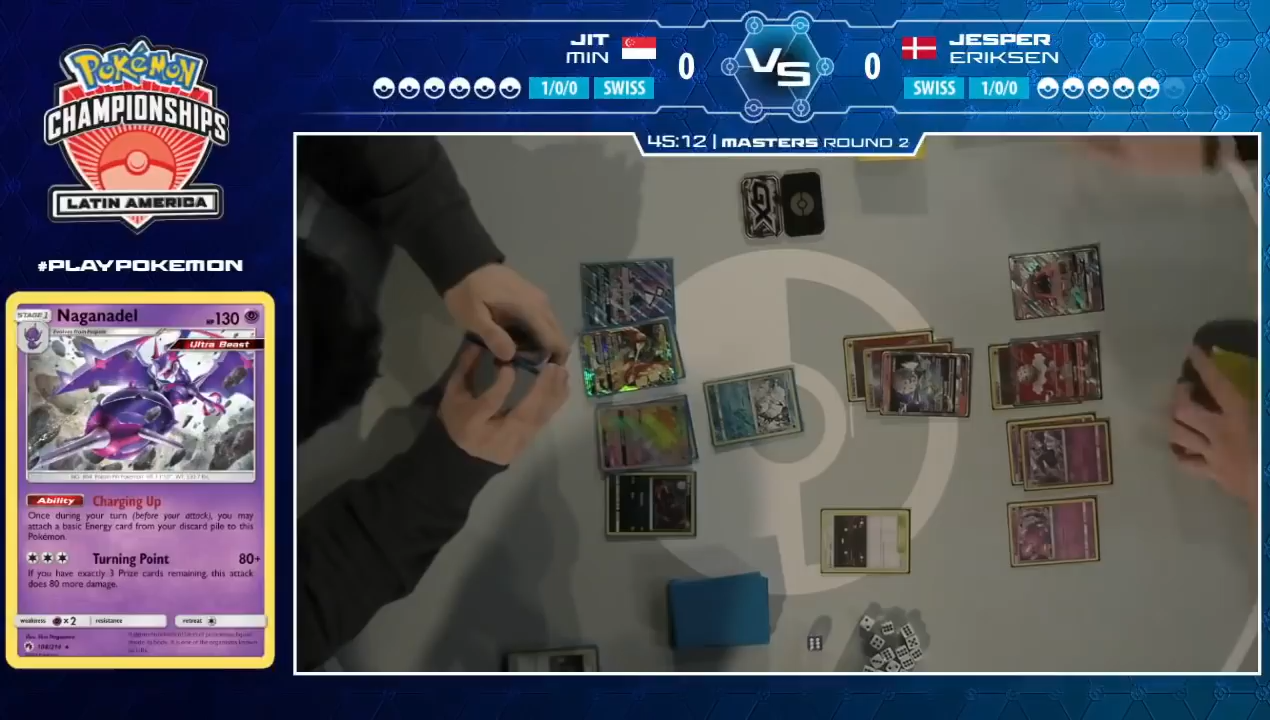 Pokémon
CHAMPIONSHIPS
LATIN AMERICA
#PLAYPOKEMON
JIT
MIN
0
VS
0
JESPER
ERIKSEN
1/0/0
SWISS
SWISS
1/0/0
45:12 | MASTERS ROUND 2
GX
STAGE 1
Naganadel
HP130
Ultra Beast
Ability
Charging Up
Once during your turn (before your attack), you may
attach a basic Energy card from your discard pile to this
Pokémon.
Turning Point
80+
If you have exactly 3 Prize cards remaining, this attack
does 80 more damage.
weakness
×2
resistance
retreat